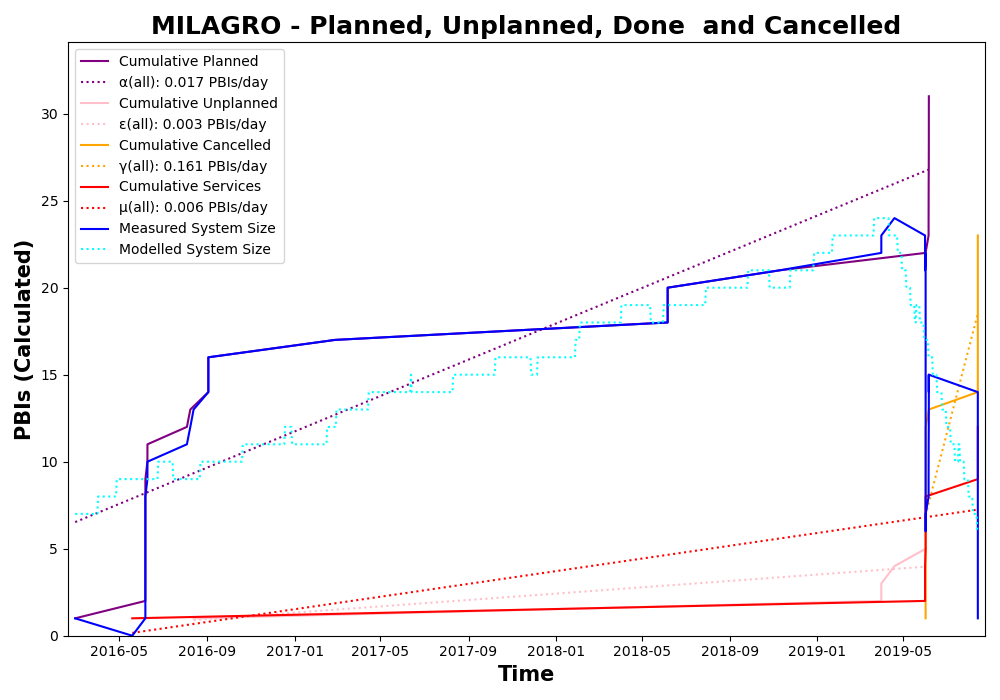 MILAGRO - Planned, Unplanned, Done  and Cancelled
Cumulative Planned
α(all): 0.017 PBIs/day
Cumulative Unplanned
ε(all): 0.003 PBIs/day
Cumulative Cancelled
γ(all): 0.161 PBIs/day
Cumulative Services
μ(all): 0.006 PBIs/day
Measured System Size
Modelled System Size
PBIs (Calculated)
30
25
20
15
10
5
0
2016-05 2016-09 2017-01 2017-05 2017-09 2018-01 2018-05 2018-09 2019-01 2019-05
Time